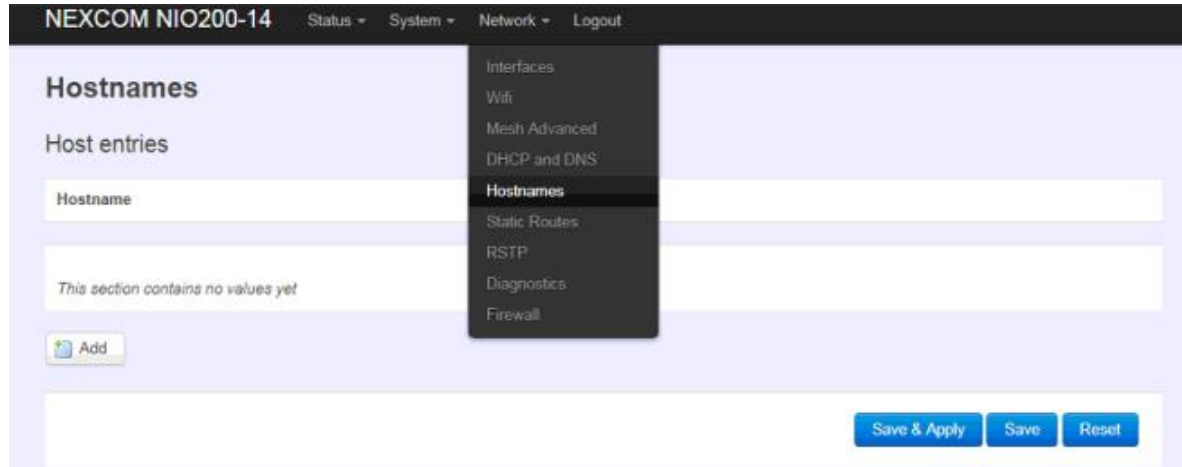 NEXCOM NIO200-14 Status System Network Logout
Interfaces
Wifi
Mesh Advanced
DHCP and DNS
Hostnames
Static Routes
RSTP
Diagnostics
Firewall
Hostnames
Host entries
Hostname
This section contains no values yet
Add
Save & Apply Save Reset